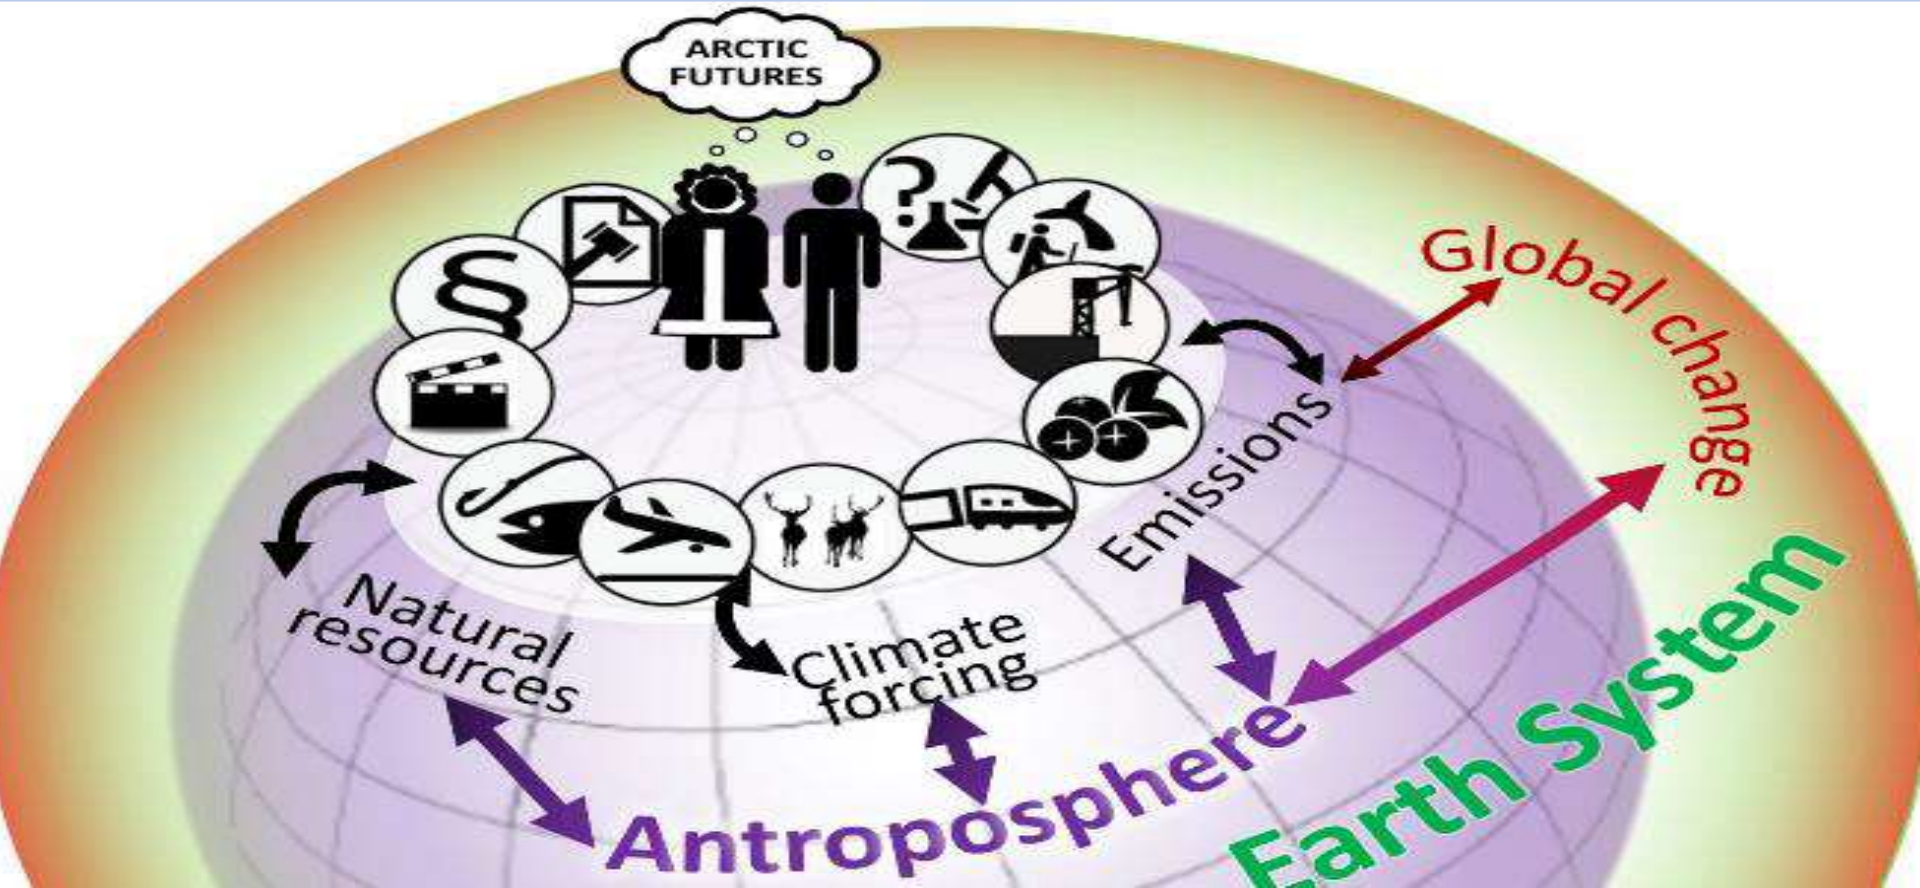 ARCTIC
FUTURES
?
§
Global change
Emissions
Natural
resources
Climate
forcing
Antroposphere
Earth System